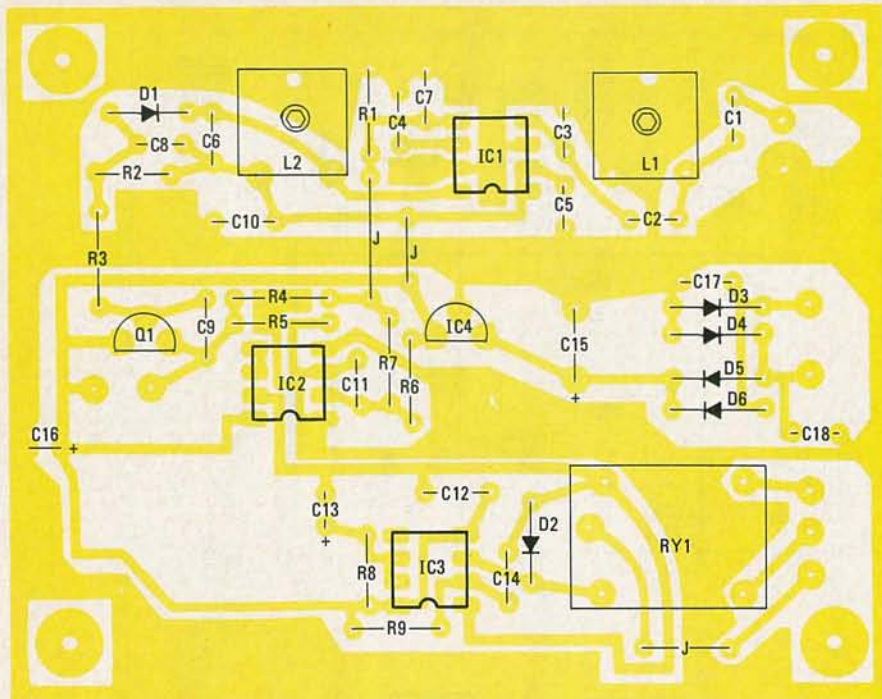 D1
C7
R1
C4
C3
C1
C6
C8
L2
IC1
L1
R2
C5
C10
C2
R3
J
J
C17
R4
D3
C9
Q1
R5
IC4
D4
C15
R7
R6
IC2
C11
D5
+
D6
C16
+
C18
C12
C13
D2
+
R8
IC3
C14
RY1
R9
J